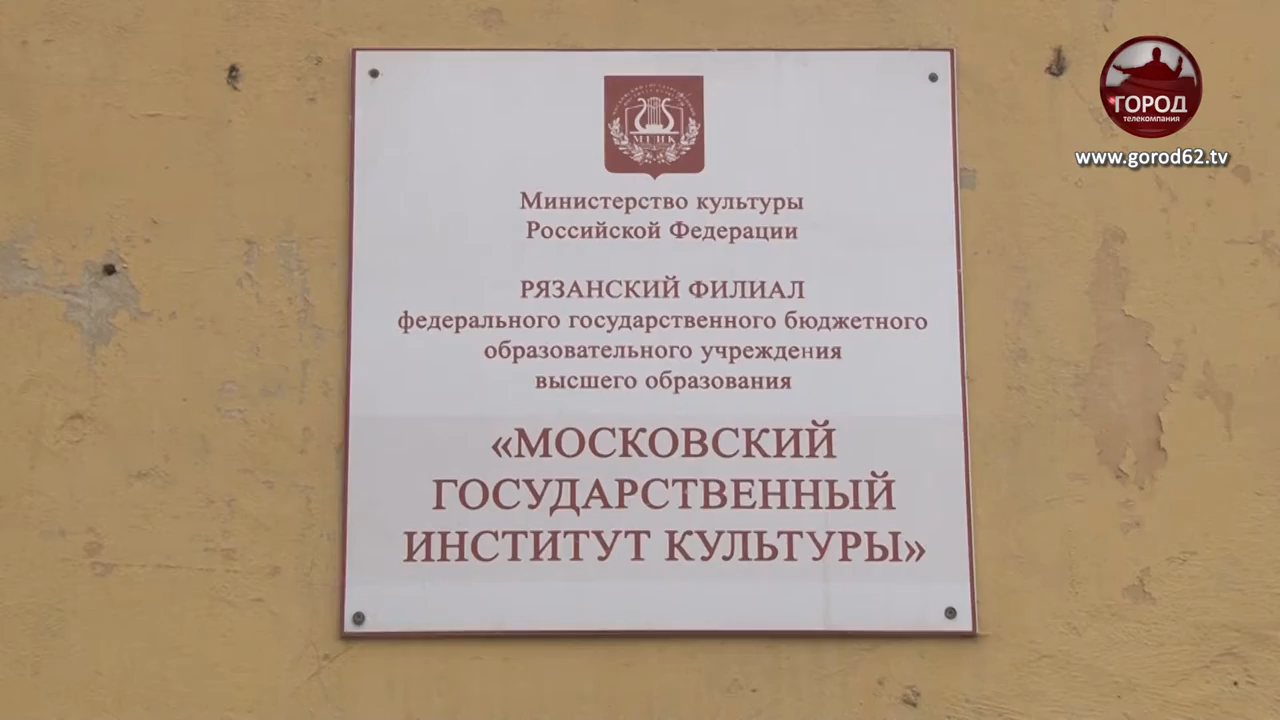 ГОРОД
телекомпания
www.gorod62.tv
МГИК
Министерство культуры
Российской Федерации
РЯЗАНСКИЙ ФИЛИАЛ
федерального государственного бюджетного
образовательного учреждения
высшего образования
«МОСКОВСКИЙ
ГОСУДАРСТВЕННЫЙ
ИНСТИТУТ КУЛЬТУРЫ»